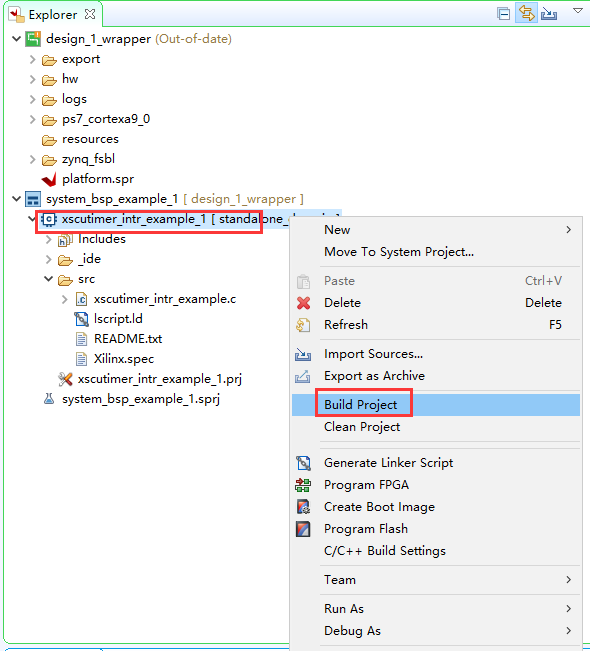 Explorer
design_1_wrapper (Out-of-date)
export
hw
logs
ps7_cortexa9_0
resources
zynq_fsbl
platform.spr
system_bsp_example_1 [ design_1_wrapper ]
xscutimer_intr_example_1 [ standalone_
Includes
_ide
src
xscutimer_intr_example.c
lscript.ld
README.txt
Xilinx.spec
xscutimer_intr_example_1.prj
system_bsp_example_1.sprj
New
Move To System Project...
Paste Ctrl+V
Delete Delete
Refresh F5
Import Sources...
Export as Archive
Build Project
Clean Project
Generate Linker Script
Program FPGA
Create Boot Image
Program Flash
C/C++ Build Settings
Team
Run As
Debug As